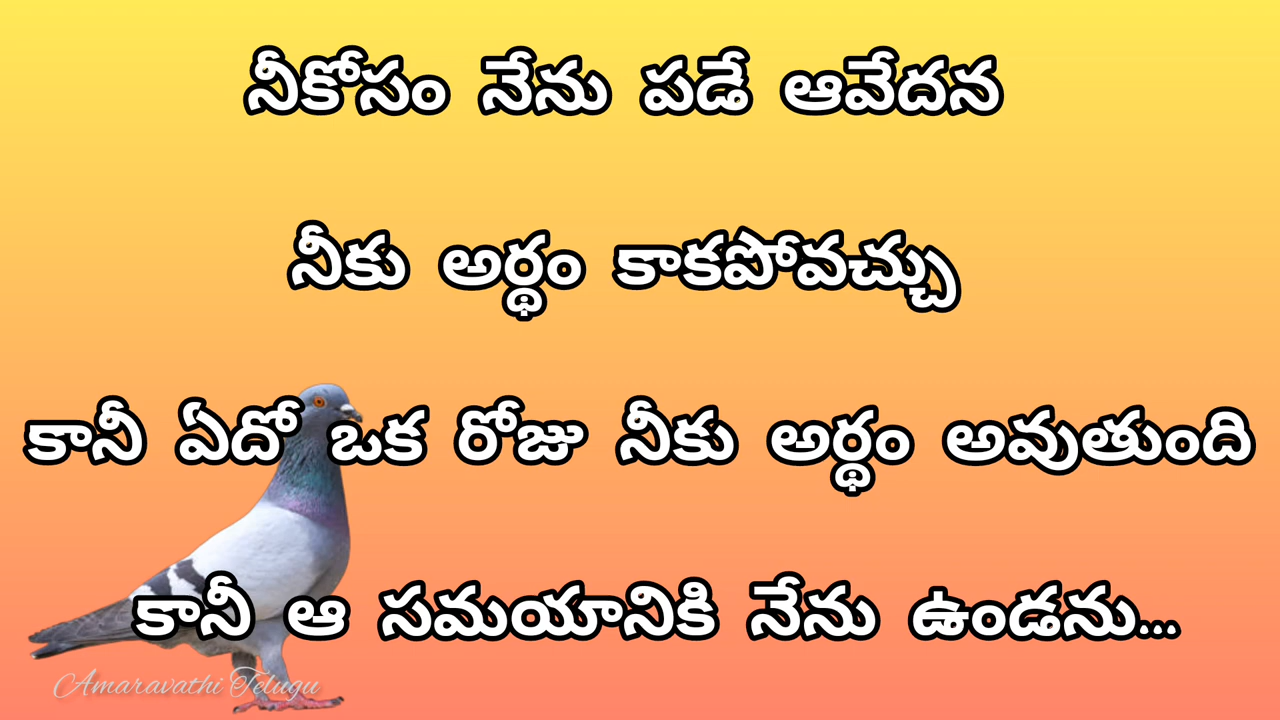 నీకోసం నేను పడే ఆవేదన
నీకు అర్థం కాకపోవచ్చు
కానీ ఏదో ఒక రోజు నీకు అర్థం అవుతుంది
కానీ ఆ సమయానికి నేను ఉండను...
Amaravathi Telugu